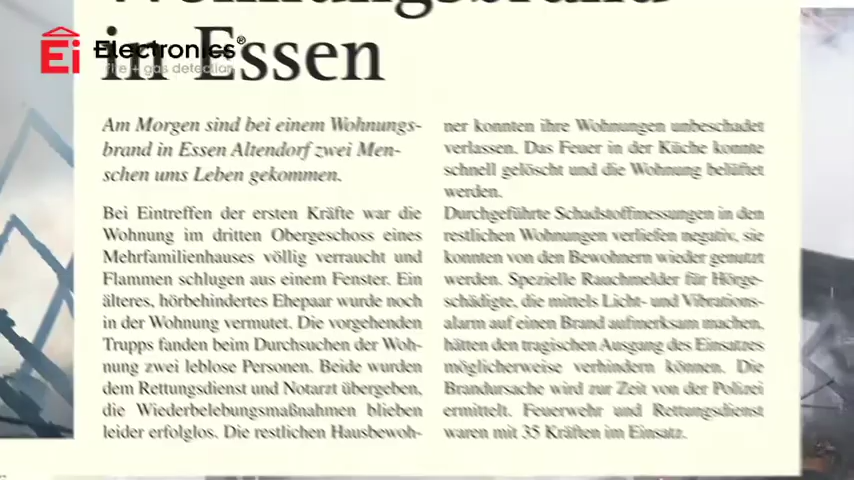 Wohnungsbrand
in Essen
Ei Electronics®
fire + gas detection
Am Morgen sind bei einem Wohnungs-
brand in Essen Altendorf zwei Men-
schen ums Leben gekommen.
Bei Eintreffen der ersten Kräfte war die
Wohnung im dritten Obergeschoss eines
Mehrfamilienhauses völlig verraucht und
Flammen schlugen aus einem Fenster. Ein
älteres, hörbehindertes Ehepaar wurde noch
in der Wohnung vermutet. Die vorgehenden
Trupps fanden beim Durchsuchen der Woh-
nung zwei leblose Personen. Beide wurden
dem Rettungsdienst und Notarzt übergeben,
die Wiederbelebungsmaßnahmen blieben
leider erfolglos. Die restlichen Hausbewoh-
ner konnten ihre Wohnungen unbeschadet
verlassen. Das Feuer in der Küche konnte
schnell gelöscht und die Wohnung belüftet
werden.
Durchgeführte Schadstoffmessungen in den
restlichen Wohnungen verliefen negativ, sie
konnten von den Bewohnern wieder genutzt
werden. Spezielle Rauchmelder für Hörge-
schädigte, die mittels Licht- und Vibrations-
alarm auf einen Brand aufmerksam machen,
hätten den tragischen Ausgang des Einsatzes
möglicherweise verhindern können. Die
Brandursache wird zur Zeit von der Polizei
ermittelt. Feuerwehr und Rettungsdienst
waren mit 35 Kräften im Einsatz.